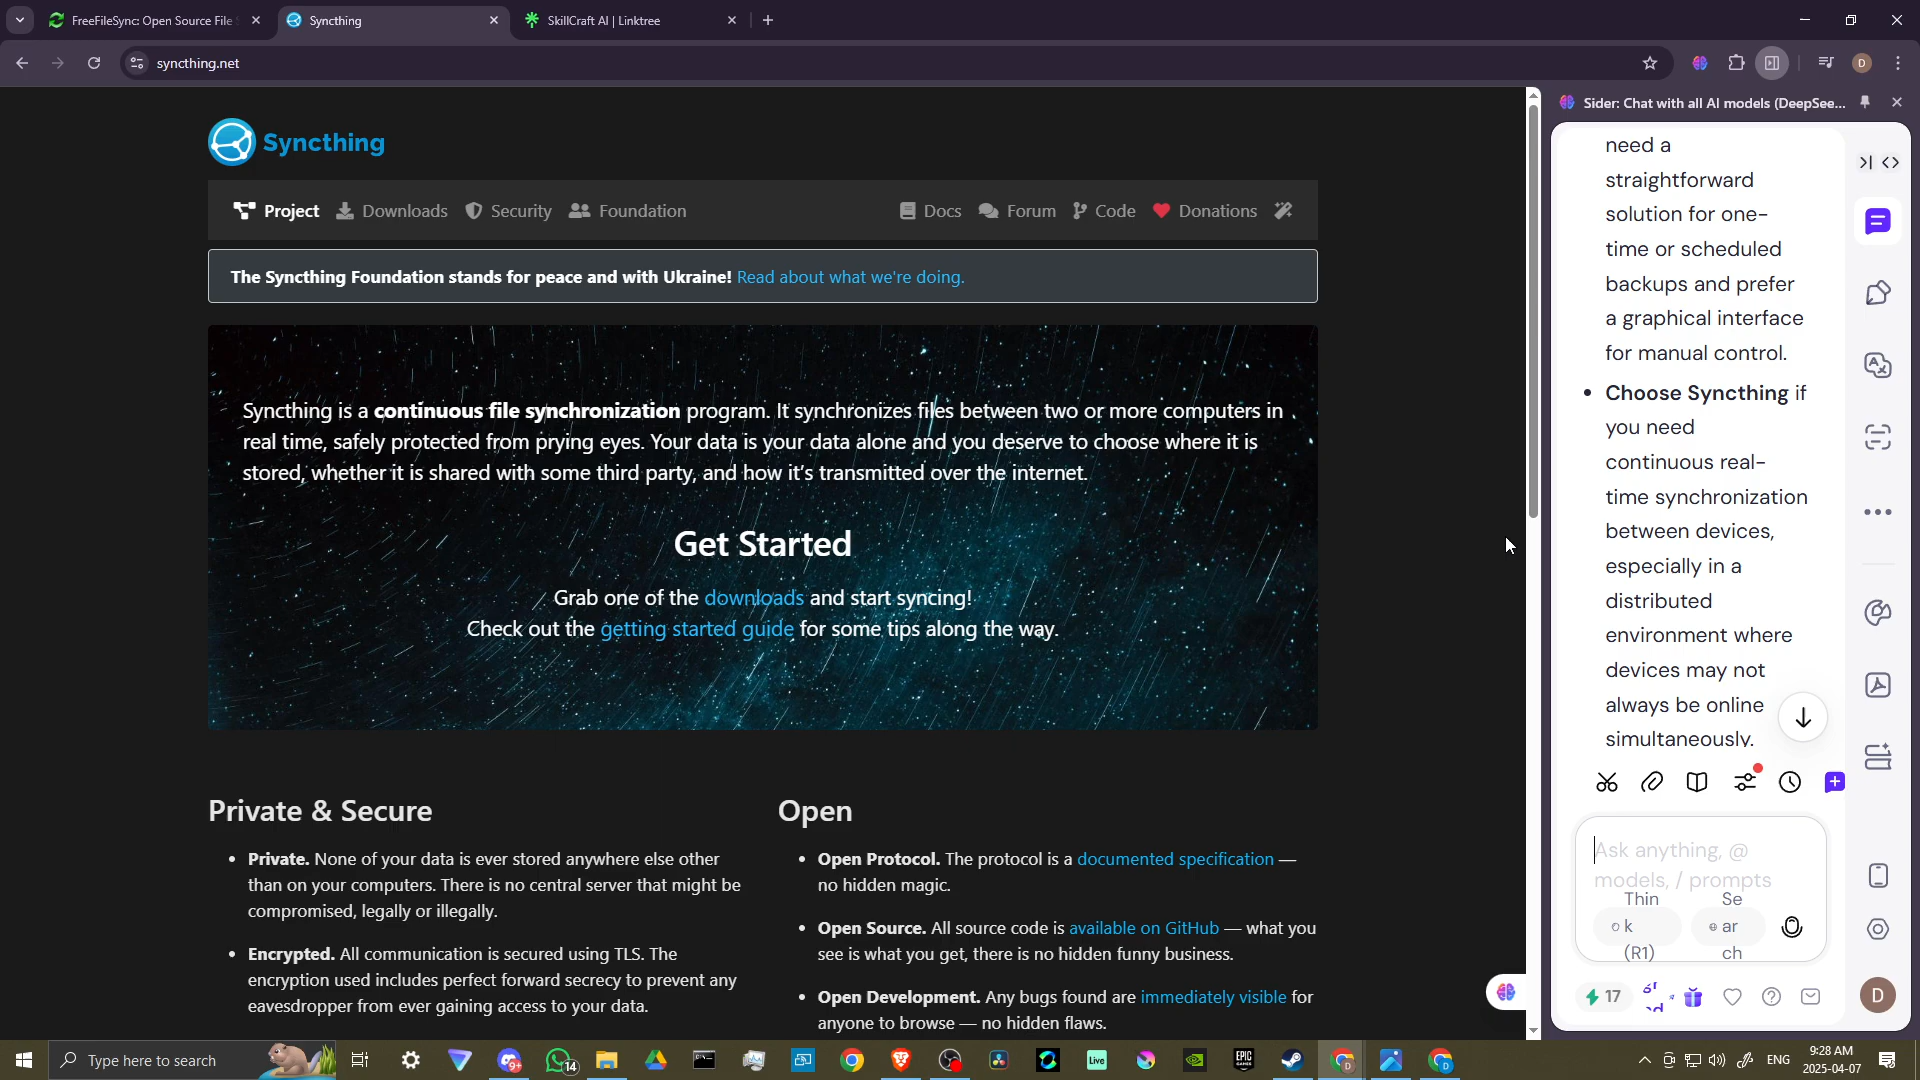 FreeFileSync: Open Source File
Syncthing
SkillCraft AI | Linktree
syncthing.net
D
Syncthing
Project
Downloads
Security
Foundation
Docs
Forum
Code
Donations
The Syncthing Foundation stands for peace and with Ukraine! Read about what we're doing.
Syncthing is a continuous file synchronization program. It synchronizes files between two or more computers in
real time, safely protected from prying eyes. Your data is your data alone and you deserve to choose where it is
stored, whether it is shared with some third party, and how it's transmitted over the internet.
Get Started
Grab one of the downloads and start syncing!
Check out the getting started guide for some tips along the way.
Private & Secure
Private. None of your data is ever stored anywhere else other
than on your computers. There is no central server that might be
compromised, legally or illegally.
Encrypted. All communication is secured using TLS. The
encryption used includes perfect forward secrecy to prevent any
eavesdropper from ever gaining access to your data.
Open
Open Protocol. The protocol is a documented specification —
no hidden magic.
Open Source. All source code is available on GitHub — what you
see is what you get, there is no hidden funny business.
Open Development. Any bugs found are immediately visible for
anyone to browse — no hidden flaws.
Sider: Chat with all AI models (DeepSee...
need a
straightforward
solution for one-
time or scheduled
backups and prefer
a graphical interface
for manual control.
Choose Syncthing if
you need
continuous real-
time synchronization
between devices,
especially in a
distributed
environment where
devices may not
always be online
simultaneously.
Ask anything, @
models, / prompts
Thin
k
(R1)
Se
ar
ch
17
D
Type here to search
9+
14
Live
EPIC
GAMES
ENG
9:28 AM
2025-04-07